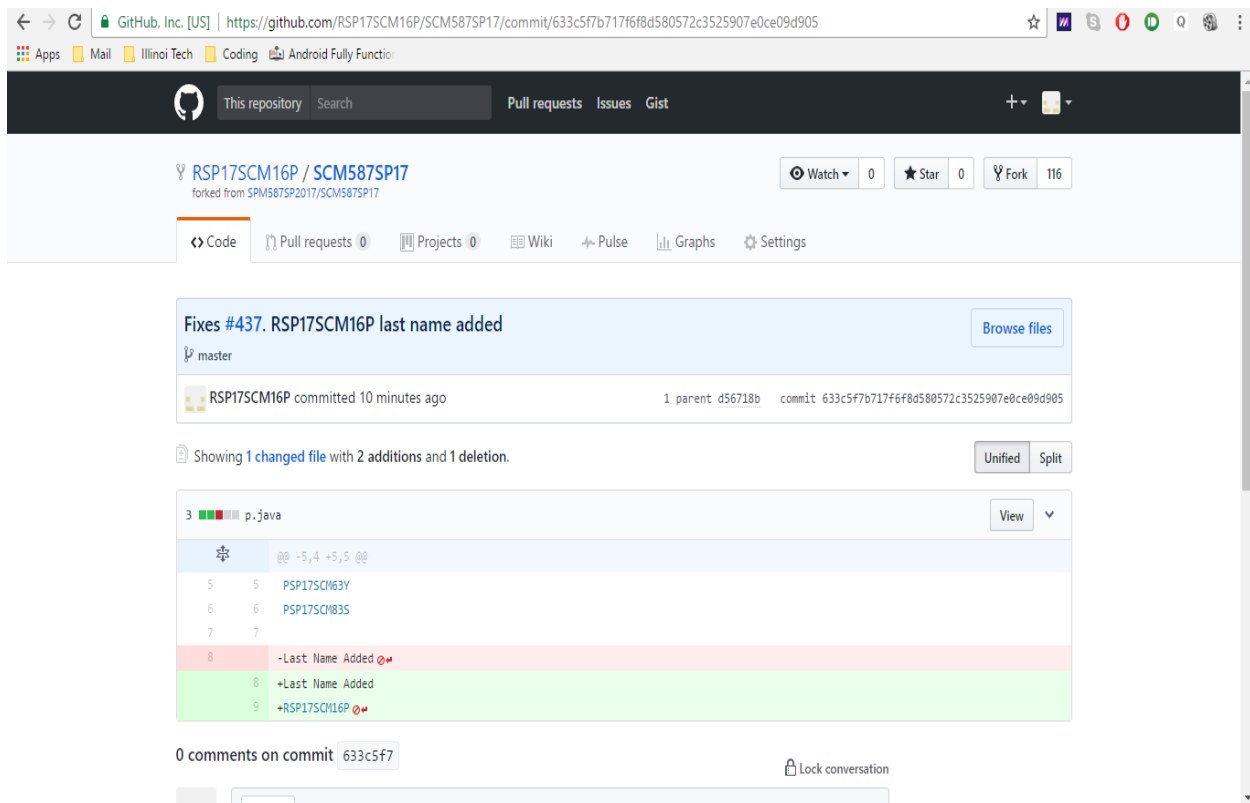 GitHub, Inc. [US] | https://github.com/RSP17SCM16P/SCM587SP17/commit/633c5f7b717f6f8d580572c3525907e0ce09d905
Apps Mail Illinoi Tech Coding Android Fully Function
This repository Search Pull requests Issues Gist
RSP17SCM16P / SCM587SP17 Watch 0 Star 0 Fork 116
forked from SPM587SP2017/SCM587SP17
Code Pull requests 0 Projects 0 Wiki Pulse Graphs Settings
Fixes #437. RSP17SCM16P last name added Browse files
master
RSP17SCM16P committed 10 minutes ago 1 parent d56718b commit 633c5f7b717f6f8d580572c3525907e0ce09d905
Showing 1 changed file with 2 additions and 1 deletion. Unified Split
3 p.java View
@@ -5,4 +5,5 @@
5 5 PSP17SCM63Y
6 6 PSP17SCM83S
7 7
8 -Last Name Added
8 +Last Name Added
9 +RSP17SCM16P
0 comments on commit 633c5f7
Lock conversation